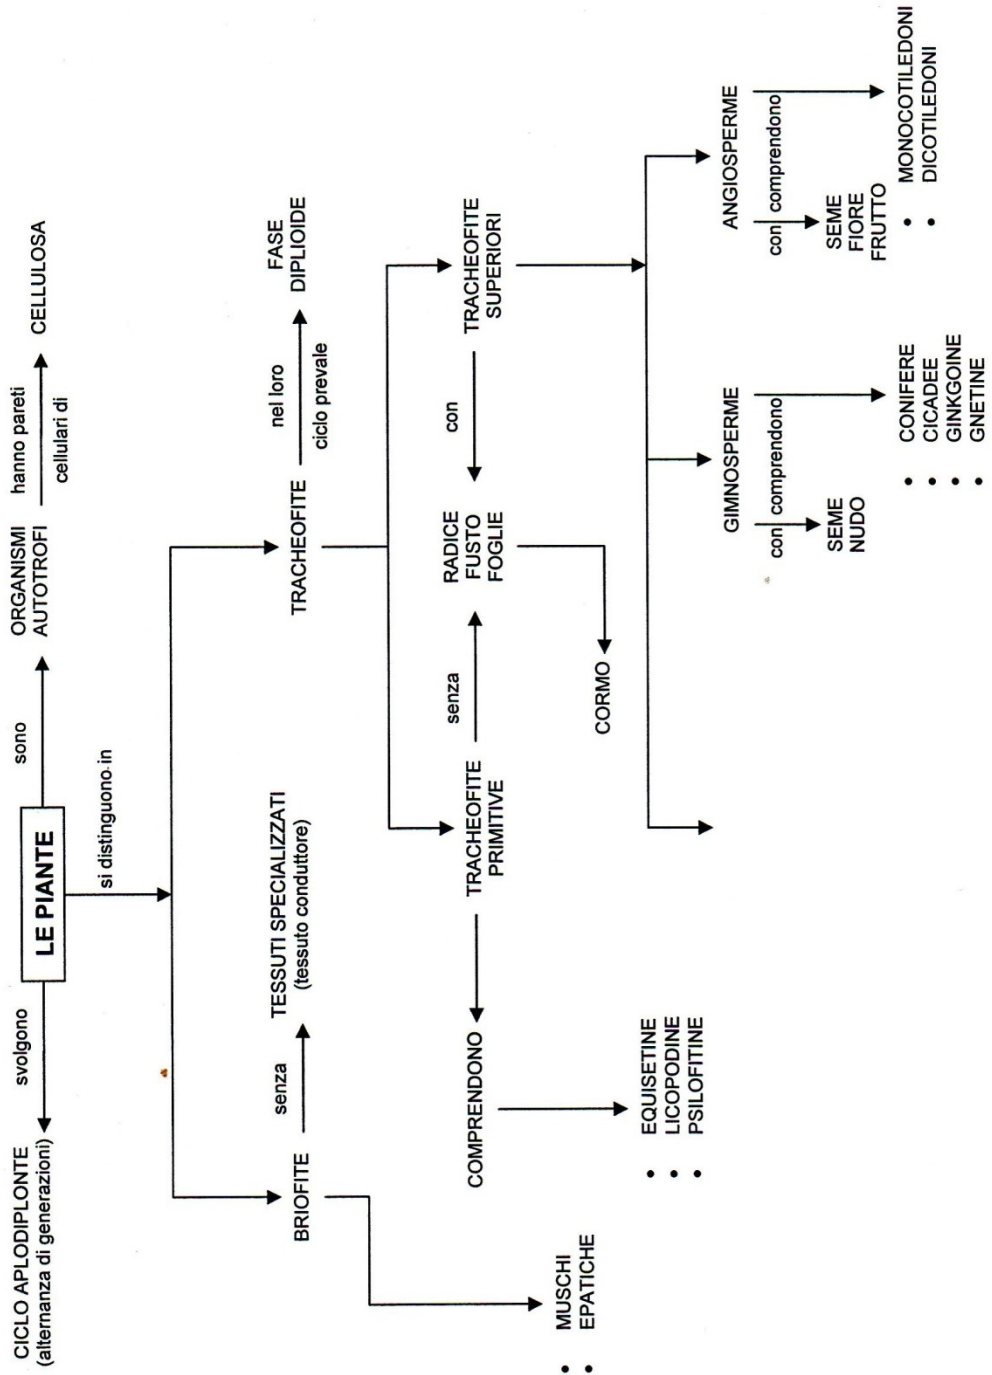 LE PIANTE
svolgono
CICLO APLODIPLONTE
(alternanza di generazioni)
sono
ORGANISMI
AUTOTROFI
hanno pareti
cellulari di
CELLULOSA
si distinguono in
BRIOFITE
senza
TESSUTI SPECIALIZZATI
(tessuto conduttore)
• MUSCHI
• EPATICHE
TRACHEOFITE
nel loro
ciclo prevale
FASE
DIPLIOIDE
TRACHEOFITE
PRIMITIVE
senza
RADICE
FUSTO
FOGLIE
con
TRACHEOFITE
SUPERIORI
COMPRENDONO
• EQUISETINE
• LICOPODINE
• PSILOFITINE
CORMO
GIMNOSPERME
con
comprendono
SEME
NUDO
• CONIFERE
• CICADEE
• GINKGOINE
• GNETINE
ANGIOSPERME
con
comprendono
SEME
FIORE
FRUTTO
• MONOCOTILEDONI
• DICOTILEDONI